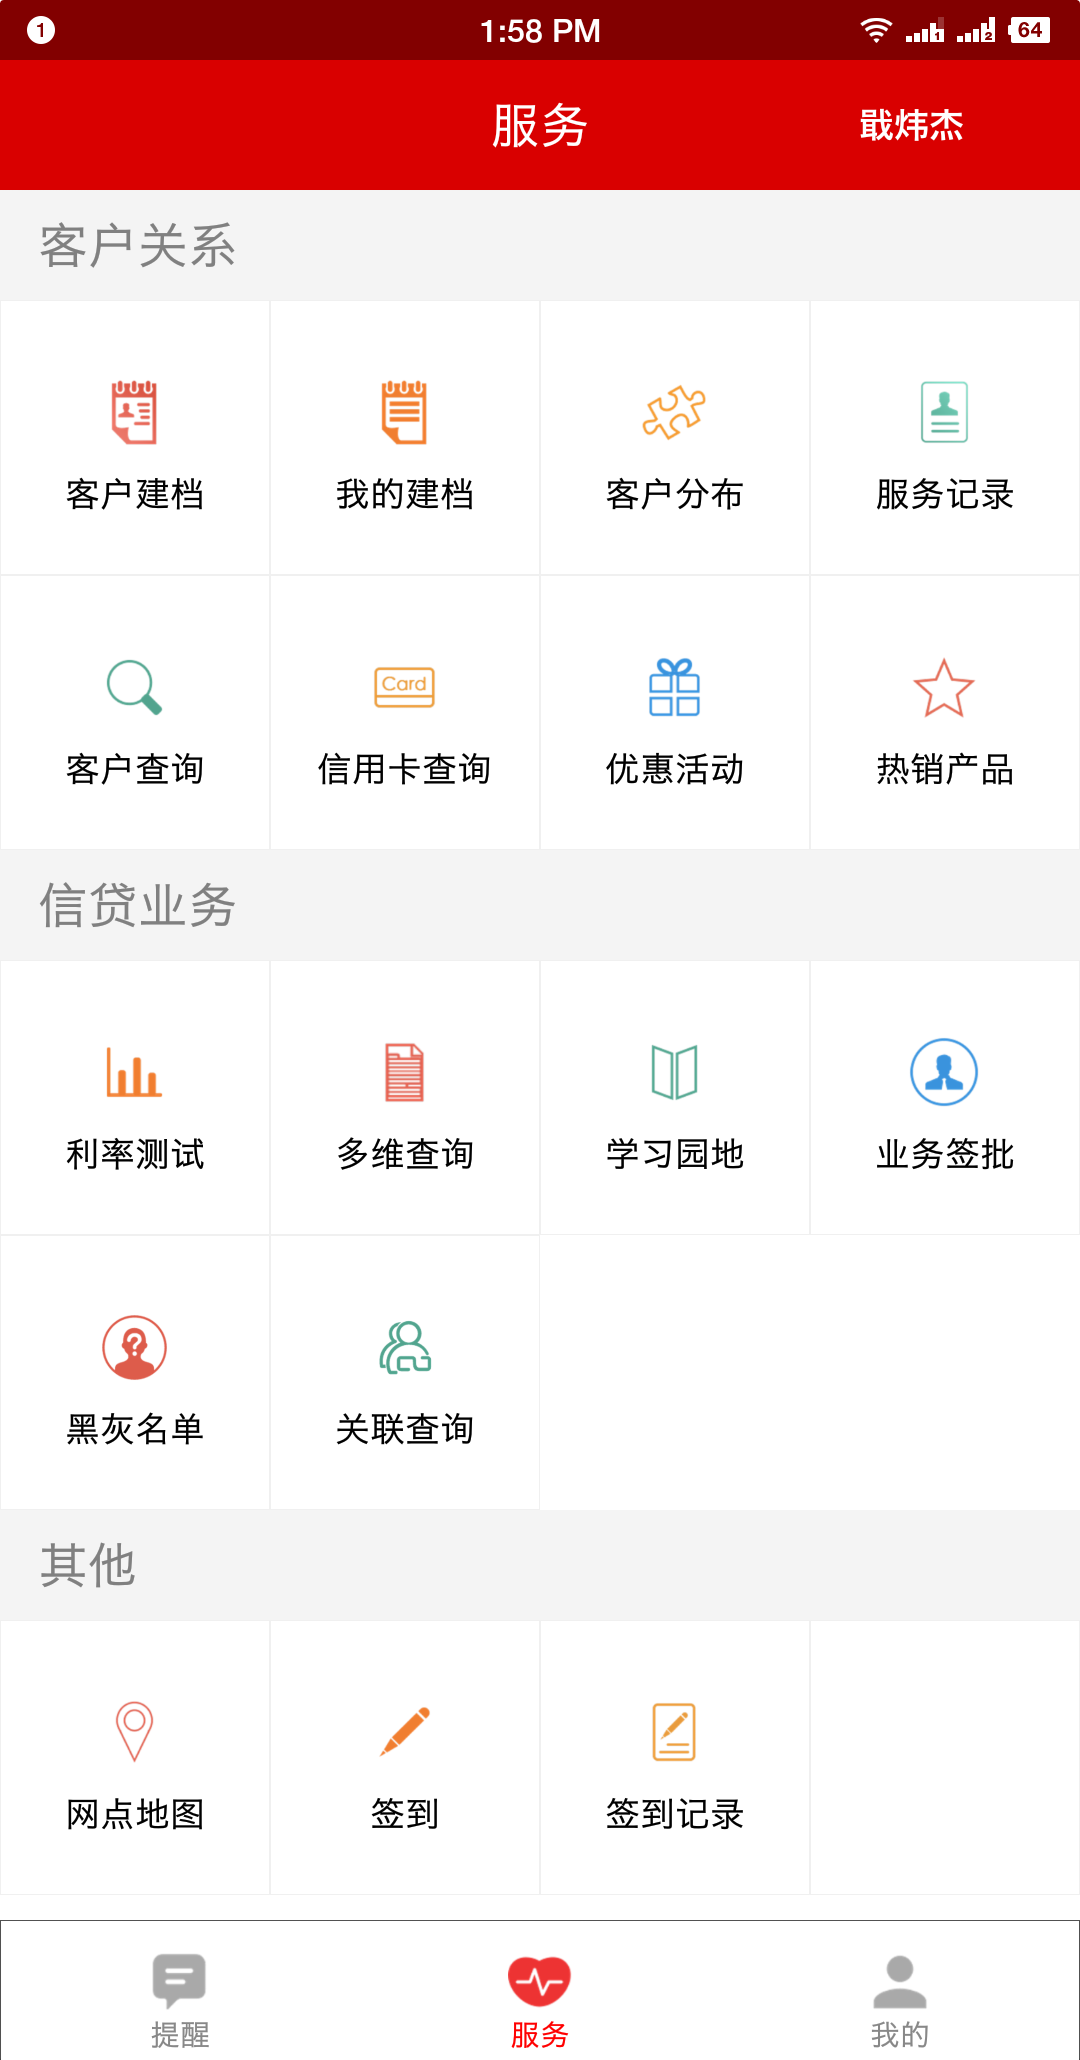 1
1:58 PM
1 2 64
服务
戢炜杰
客户关系
客户建档 我的建档 客户分布 服务记录
Card
客户查询 信用卡查询 优惠活动 热销产品
信贷业务
利率测试 多维查询 学习园地 业务签批
?
黑灰名单 关联查询
其他
网点地图 签到 签到记录
提醒 服务 我的